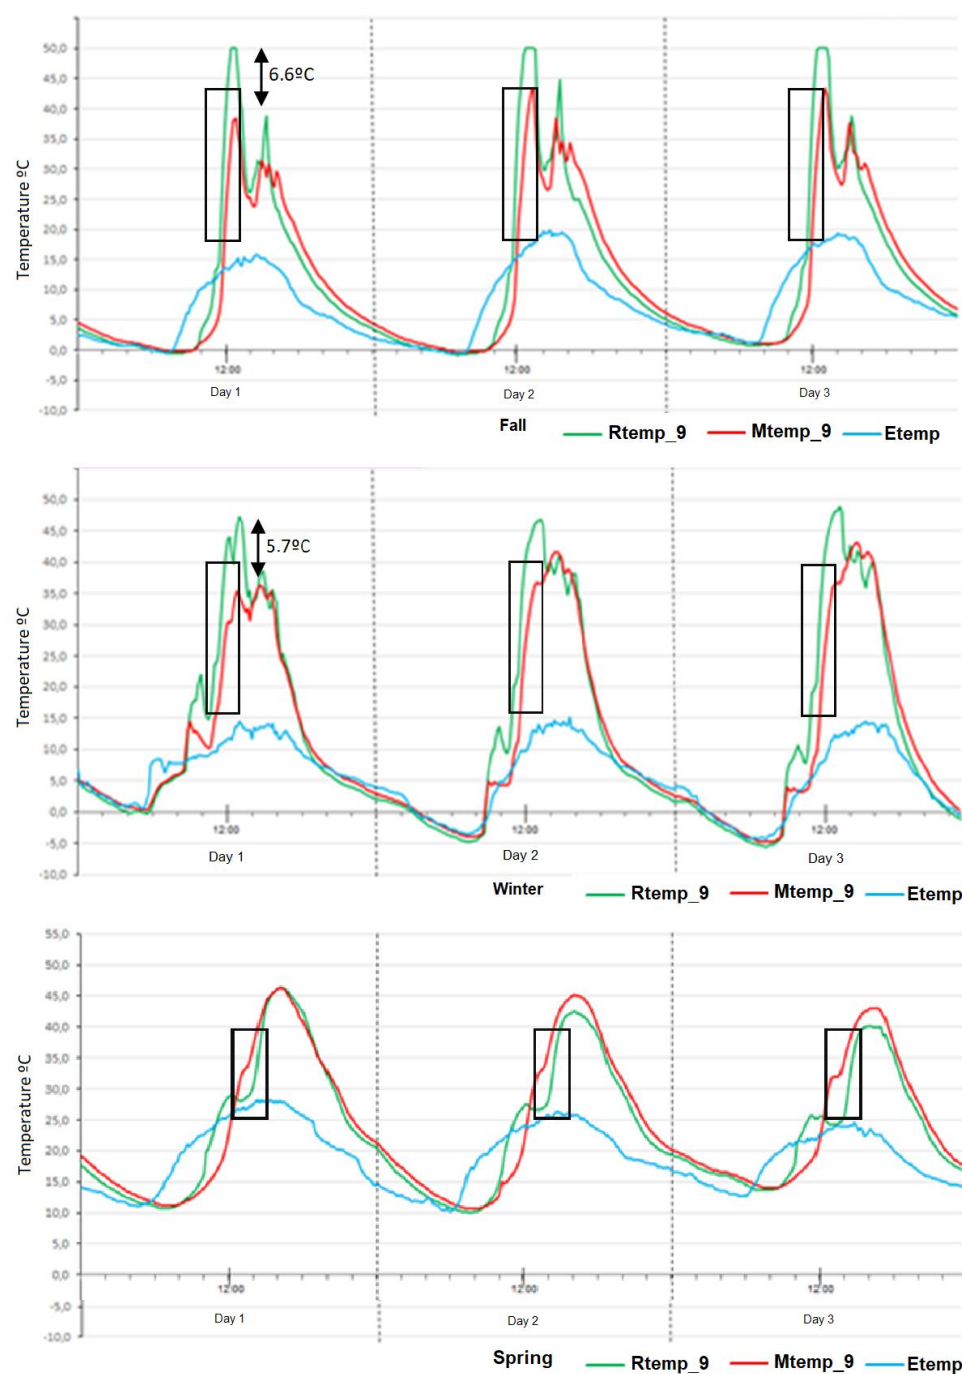 50,0
45,0
40,0
35,0
30,0
25,0
20,0
15,0
10,0
5,0
0,0
-5,0
-10,0
Temperature ºC
6.6ºC
12:00 12:00 12:00
Day 1 Day 2 Day 3
Fall
Rtemp_9 Mtemp_9 Etemp
50,0
45,0
40,0
35,0
30,0
25,0
20,0
15,0
10,0
5,0
0,0
-5,0
-10,0
Temperature ºC
5.7ºC
12:00 12:00 12:00
Day 1 Day 2 Day 3
Winter
Rtemp_9 Mtemp_9 Etemp
55,0
50,0
45,0
40,0
35,0
30,0
25,0
20,0
15,0
10,0
5,0
0,0
-5,0
-10,0
Temperature ºC
12:00 12:00 12:00
Day 1 Day 2 Day 3
Spring
Rtemp_9 Mtemp_9 Etemp